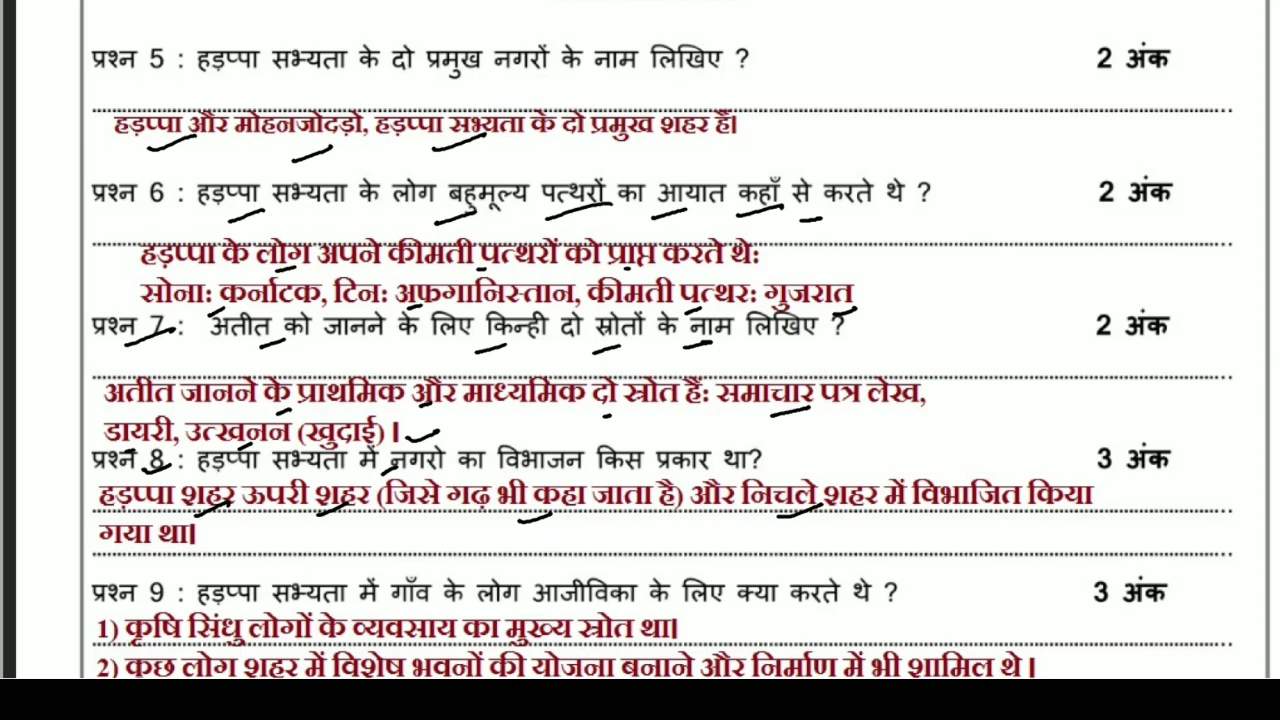 प्रश्न 5 : हड़प्पा सभ्यता के दो प्रमुख नगरों के नाम लिखिए ? 2 अंक
हड़प्पा और मोहनजोदड़ो, हड़प्पा सभ्यता के दो प्रमुख शहर हैं।
प्रश्न 6 : हड़प्पा सभ्यता के लोग बहुमूल्य पत्थरों का आयात कहाँ से करते थे ? 2 अंक
हड़प्पा के लोग अपने कीमती पत्थरों को प्राप्त करते थे:
सोना: कर्नाटक, टिन: अफगानिस्तान, कीमती पत्थर: गुजरात
प्रश्न 7 : अतीत को जानने के लिए किन्ही दो स्रोतों के नाम लिखिए ? 2 अंक
अतीत जानने के प्राथमिक और माध्यमिक दो स्रोत हैं: समाचार पत्र लेख,
डायरी, उत्खनन (खुदाई) ।
प्रश्न 8 : हड़प्पा सभ्यता में नगरो का विभाजन किस प्रकार था? 3 अंक
हड़प्पा शहर ऊपरी शहर (जिसे गढ़ भी कहा जाता है) और निचले शहर में विभाजित किया
गया था।
प्रश्न 9 : हड़प्पा सभ्यता में गाँव के लोग आजीविका के लिए क्या करते थे ? 3 अंक
1) कृषि सिंधु लोगों के व्यवसाय का मुख्य स्रोत था।
2) कुछ लोग शहर में विशेष भवनों की योजना बनाने और निर्माण में भी शामिल थे ।